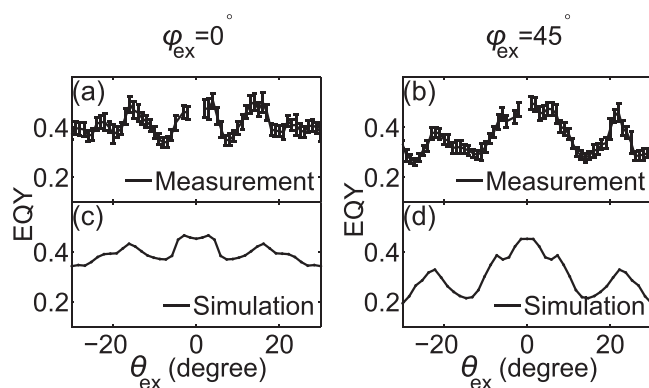 φex=0° φex=45°
(a) (b)
EQY 0.4 0.4
0.2 Measurement 0.2 Measurement
(c) (d)
0.4 0.4
0.2 Simulation 0.2 Simulation
−20 0 20 −20 0 20
θex (degree) θex (degree)